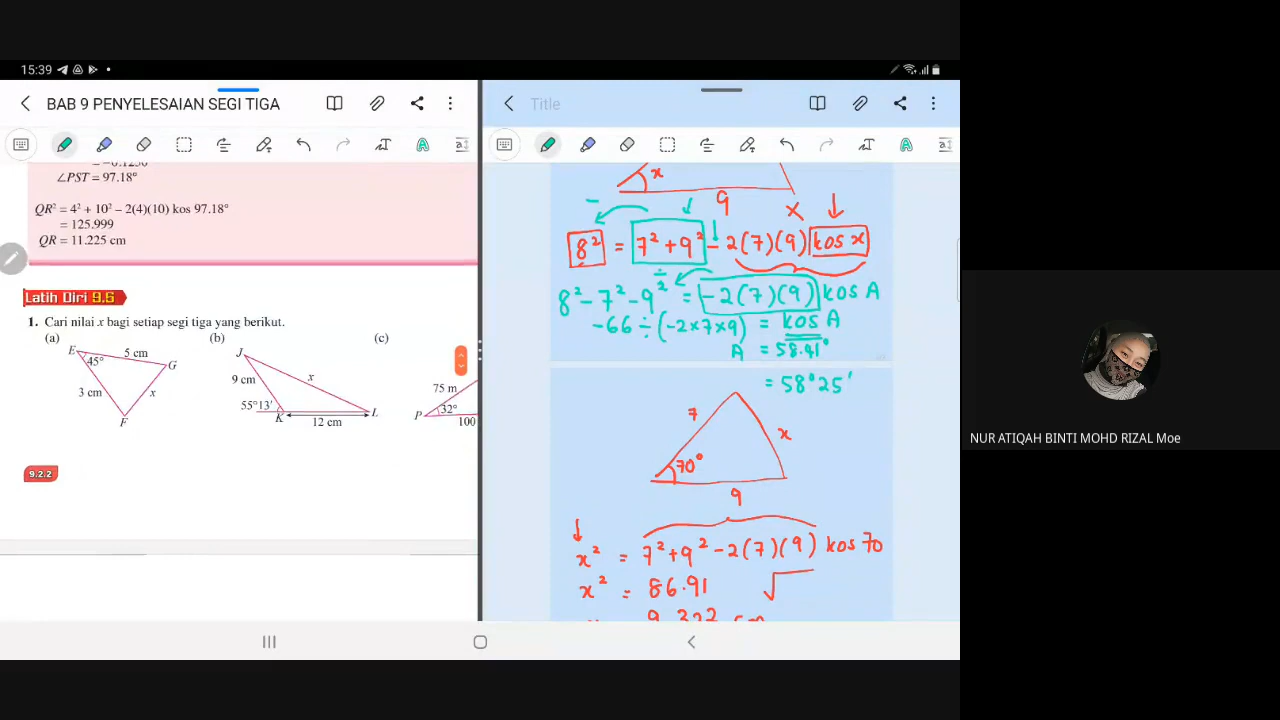 15:39
BAB 9 PENYELESAIAN SEGI TIGA
∠PST = 97.18°
QR² = 4² + 10² – 2(4)(10) kos 97.18°
= 125.999
QR = 11.225 cm
Latih Diri 9.6
1. Cari nilai x bagi setiap segi tiga yang berikut.
(a) (b) (c)
E 5 cm G
45°
3 cm x
F
J
9 cm x
55°13′
K 12 cm L
75 m
P 32°
100
9.2.2
Title
x
9
8² = 7² + 9² – 2(7)(9) kos x
8² – 7² – 9² = –2(7)(9) kos A
–66 ÷ (–2×7×9) = kos A
A = 58.41°
= 58°25′
7 x
70°
9
x² = 7² + 9² – 2(7)(9) kos 70
x² = 86.91 √
NUR ATIQAH BINTI MOHD RIZAL Moe